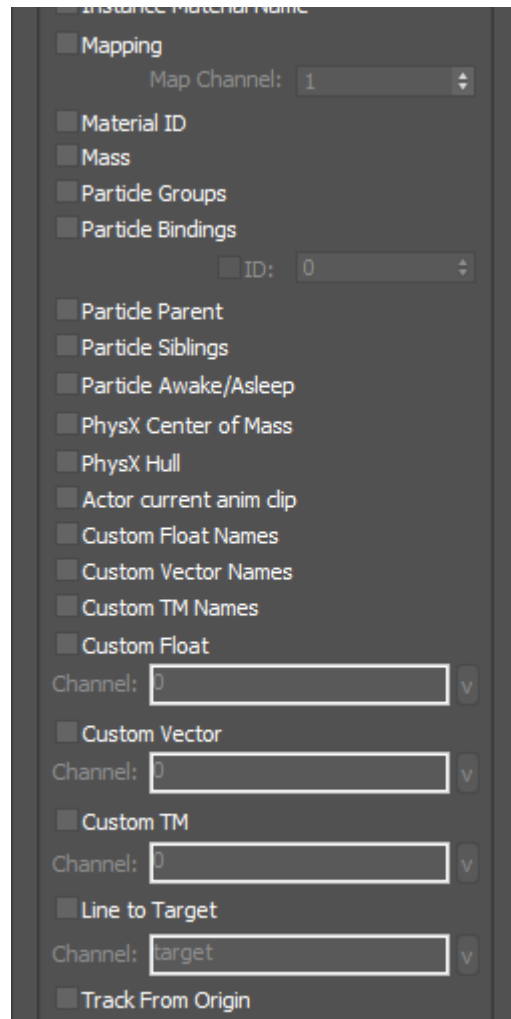 Instance Material Name
Mapping
Map Channel: 1
Material ID
Mass
Particle Groups
Particle Bindings
ID: 0
Particle Parent
Particle Siblings
Particle Awake/Asleep
PhysX Center of Mass
PhysX Hull
Actor current anim clip
Custom Float Names
Custom Vector Names
Custom TM Names
Custom Float
Channel: 0 v
Custom Vector
Channel: 0 v
Custom TM
Channel: 0 v
Line to Target
Channel: target v
Track From Origin